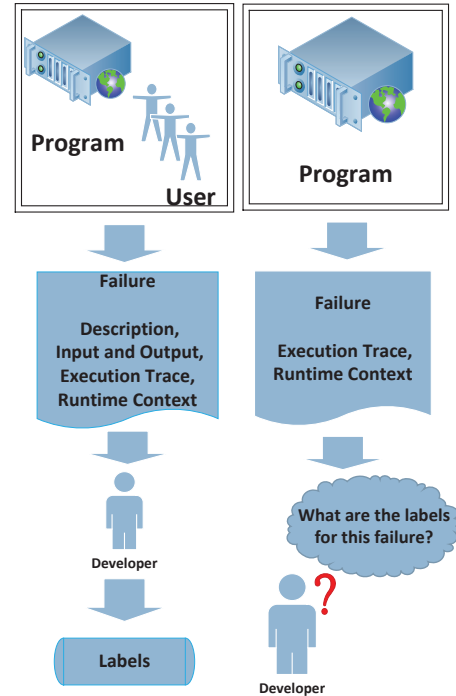 Program
User
Failure
Description,
Input and Output,
Execution Trace,
Runtime Context
Developer
Labels
Program
Failure
Execution Trace,
Runtime Context
What are the labels
for this failure?
?
Developer